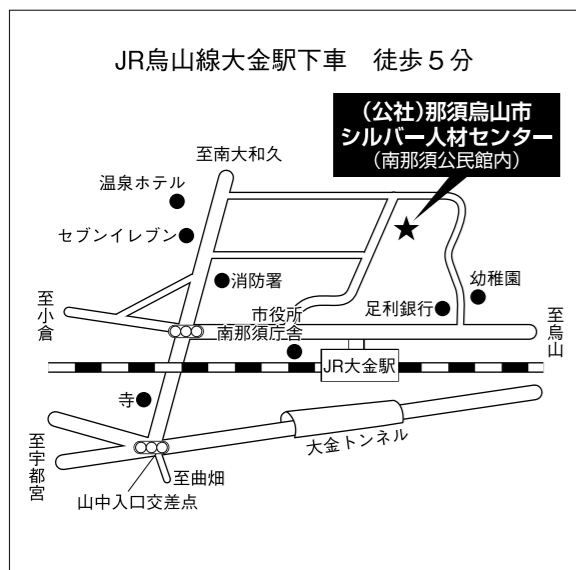 JR烏山線大金駅下車　徒歩５分
(公社)那須烏山市
シルバー人材センター
(南那須公民館内)
至南大和久
温泉ホテル
セブンイレブン
消防署
幼稚園
至小倉
市役所
南那須庁舎
足利銀行
至烏山
JR大金駅
寺
大金トンネル
至宇都宮
至曲畑
山中入口交差点